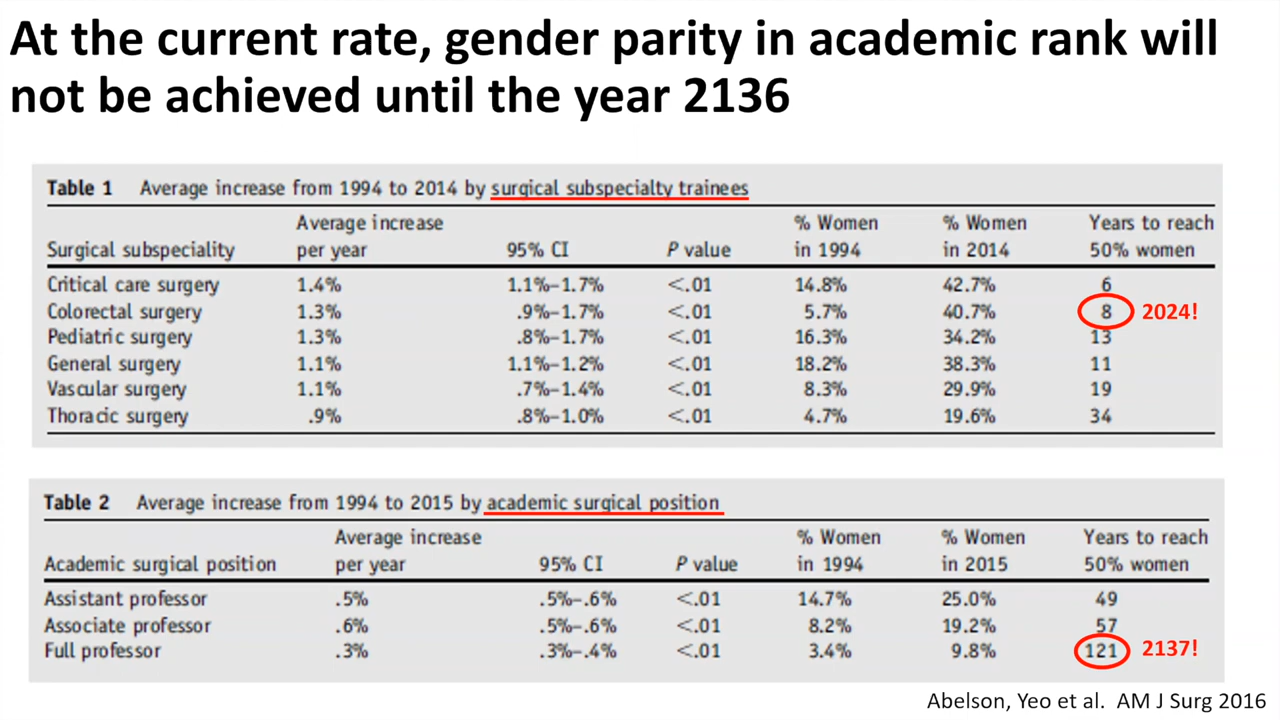 At the current rate, gender parity in academic rank will
not be achieved until the year 2136
Table 1 Average increase from 1994 to 2014 by surgical subspecialty trainees
Average increase % Women % Women Years to reach
Surgical subspeciality per year 95% CI P value in 1994 in 2014 50% women
Critical care surgery 1.4% 1.1%–1.7% <.01 14.8% 42.7% 6
Colorectal surgery 1.3% .9%–1.7% <.01 5.7% 40.7% 8 2024!
Pediatric surgery 1.3% .8%–1.7% <.01 16.3% 34.2% 13
General surgery 1.1% 1.1%–1.2% <.01 18.2% 38.3% 11
Vascular surgery 1.1% .7%–1.4% <.01 8.3% 29.9% 19
Thoracic surgery .9% .8%–1.0% <.01 4.7% 19.6% 34
Table 2 Average increase from 1994 to 2015 by academic surgical position
Average increase % Women % Women Years to reach
Academic surgical position per year 95% CI P value in 1994 in 2015 50% women
Assistant professor .5% .5%–.6% <.01 14.7% 25.0% 49
Associate professor .6% .5%–.6% <.01 8.2% 19.2% 57
Full professor .3% .3%–.4% <.01 3.4% 9.8% 121 2137!
Abelson, Yeo et al. AM J Surg 2016